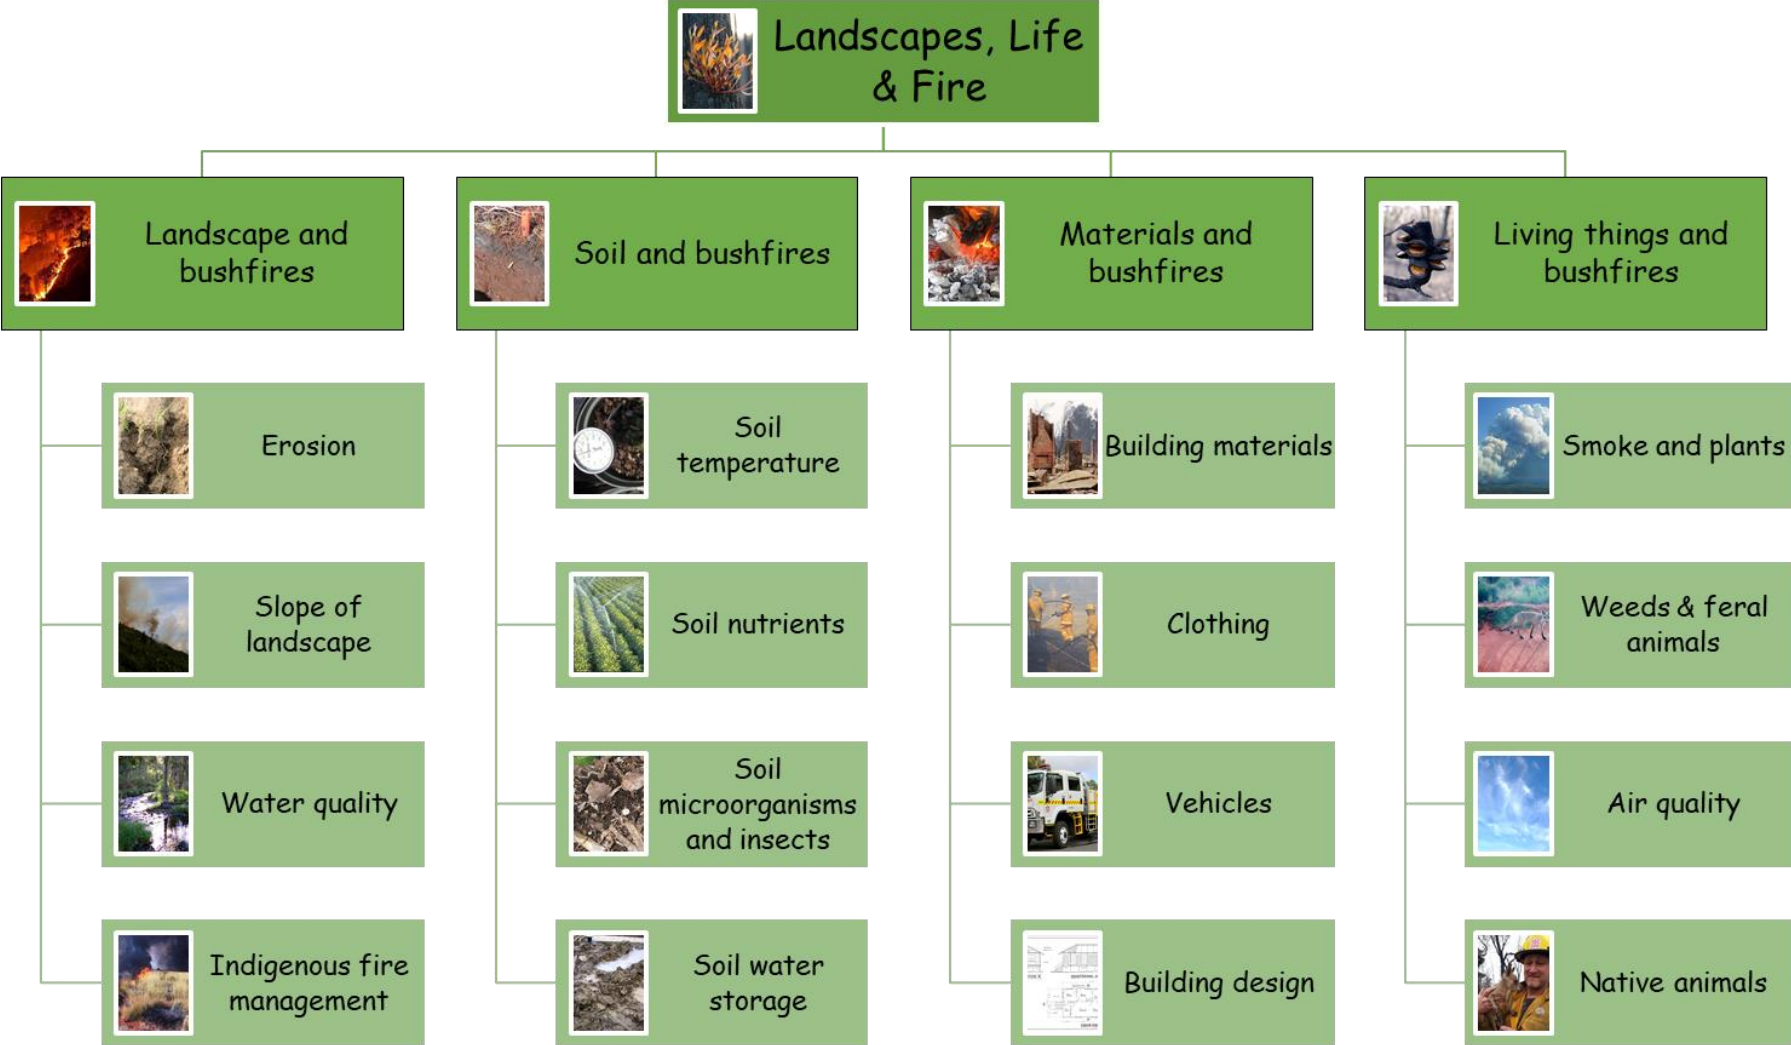 Landscapes, Life
& Fire
Landscape and
bushfires
Soil and bushfires
Materials and
bushfires
Living things and
bushfires
Erosion
Slope of
landscape
Water quality
Indigenous fire
management
Soil
temperature
Soil nutrients
Soil
microorganisms
and insects
Soil water
storage
Building materials
Clothing
Vehicles
Building design
Smoke and plants
Weeds & feral
animals
Air quality
Native animals